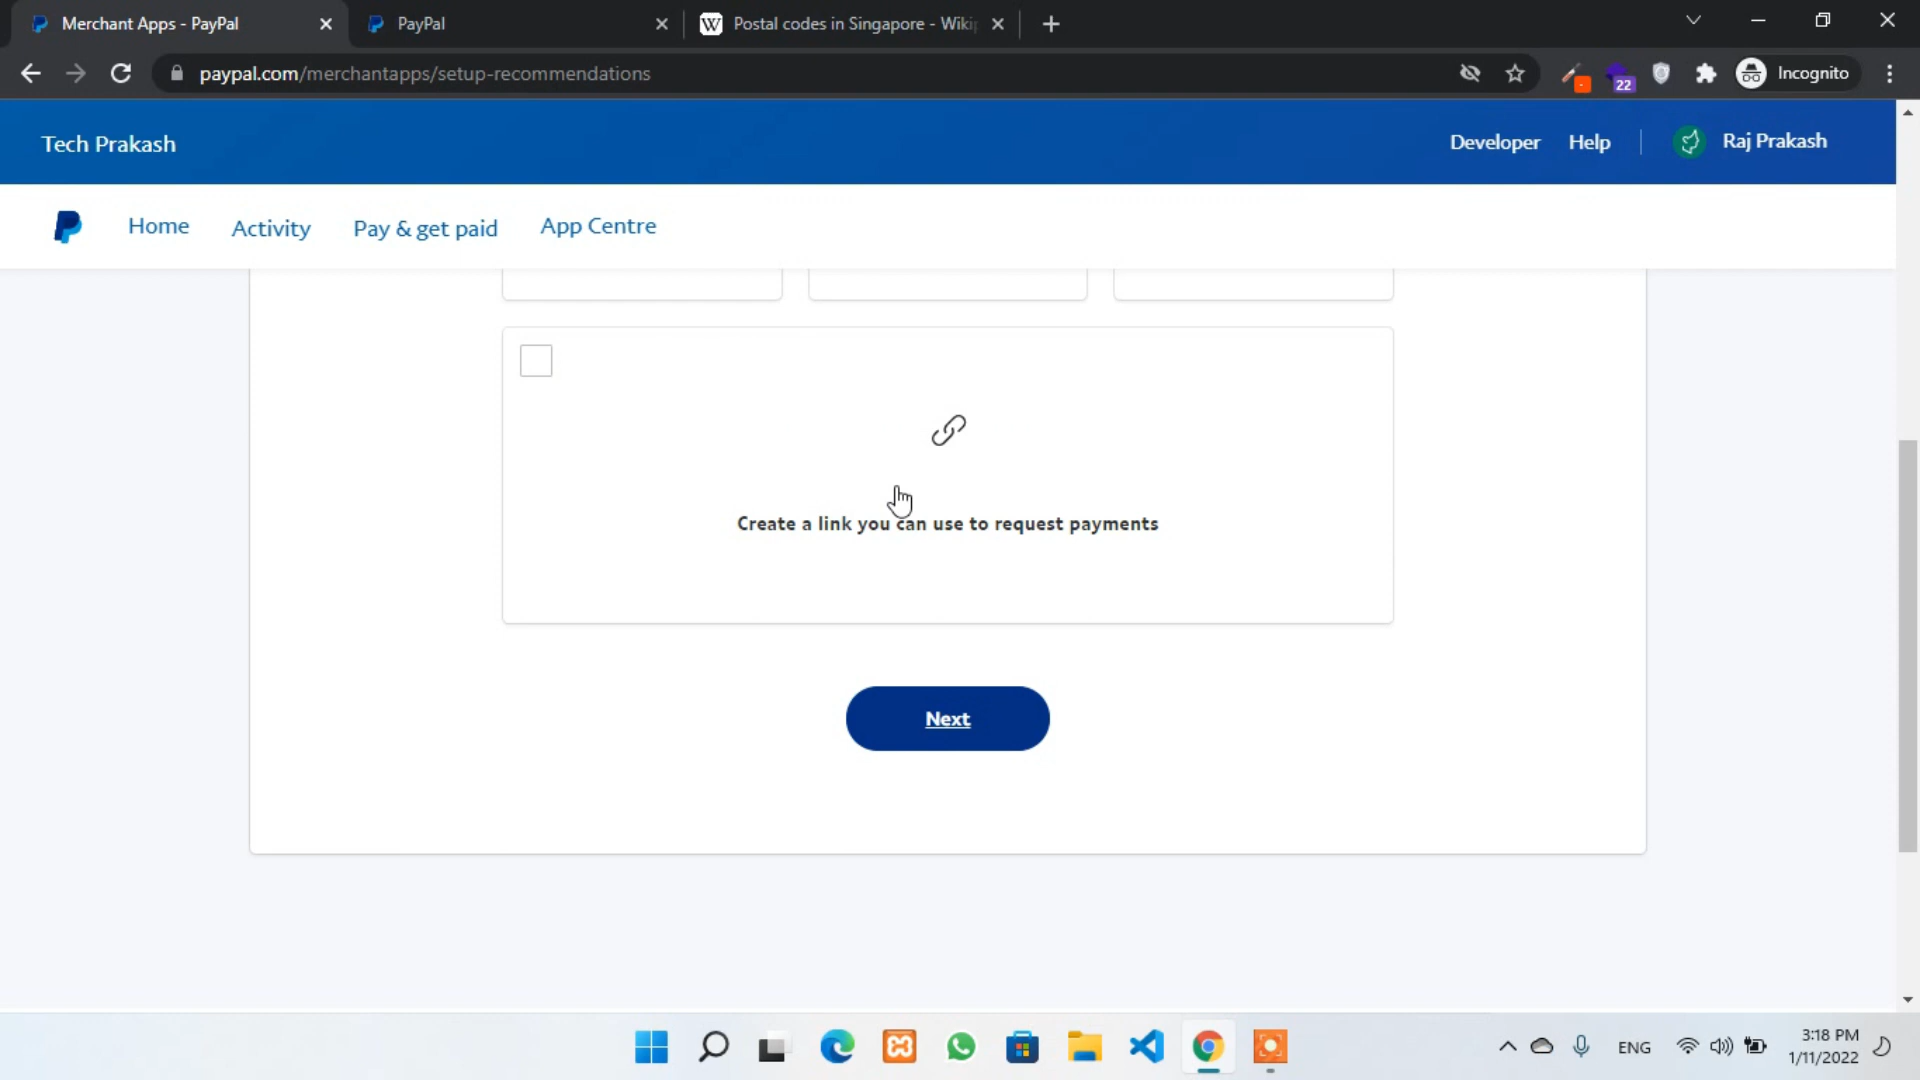 Merchant Apps - PayPal
PayPal
Postal codes in Singapore - Wiki
paypal.com/merchantapps/setup-recommendations
22
Incognito
Tech Prakash
Developer
Help
Raj Prakash
Home
Activity
Pay & get paid
App Centre
Create a link you can use to request payments
Next
ENG
3:18 PM
1/11/2022